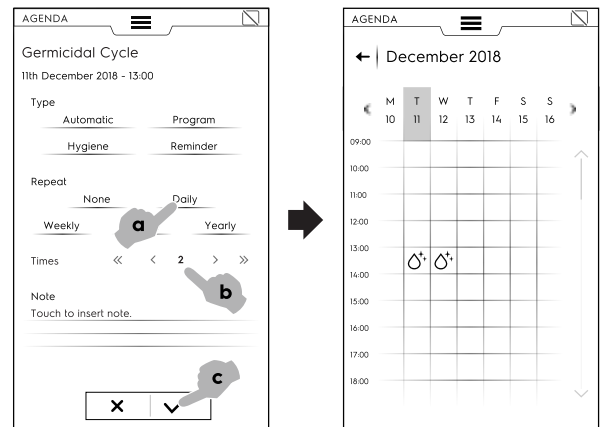 AGENDA
Germicidal Cycle
11th December 2018 - 13:00
Type
Automatic Program
Hygiene Reminder
Repeat
None Daily
Weekly Yearly
a
Times << < 2 > >>
b
Note
Touch to insert note.
c
AGENDA
December 2018
M T W T F S S
10 11 12 13 14 15 16
09:00
10:00
11:00
12:00
13:00
14:00
15:00
16:00
17:00
18:00